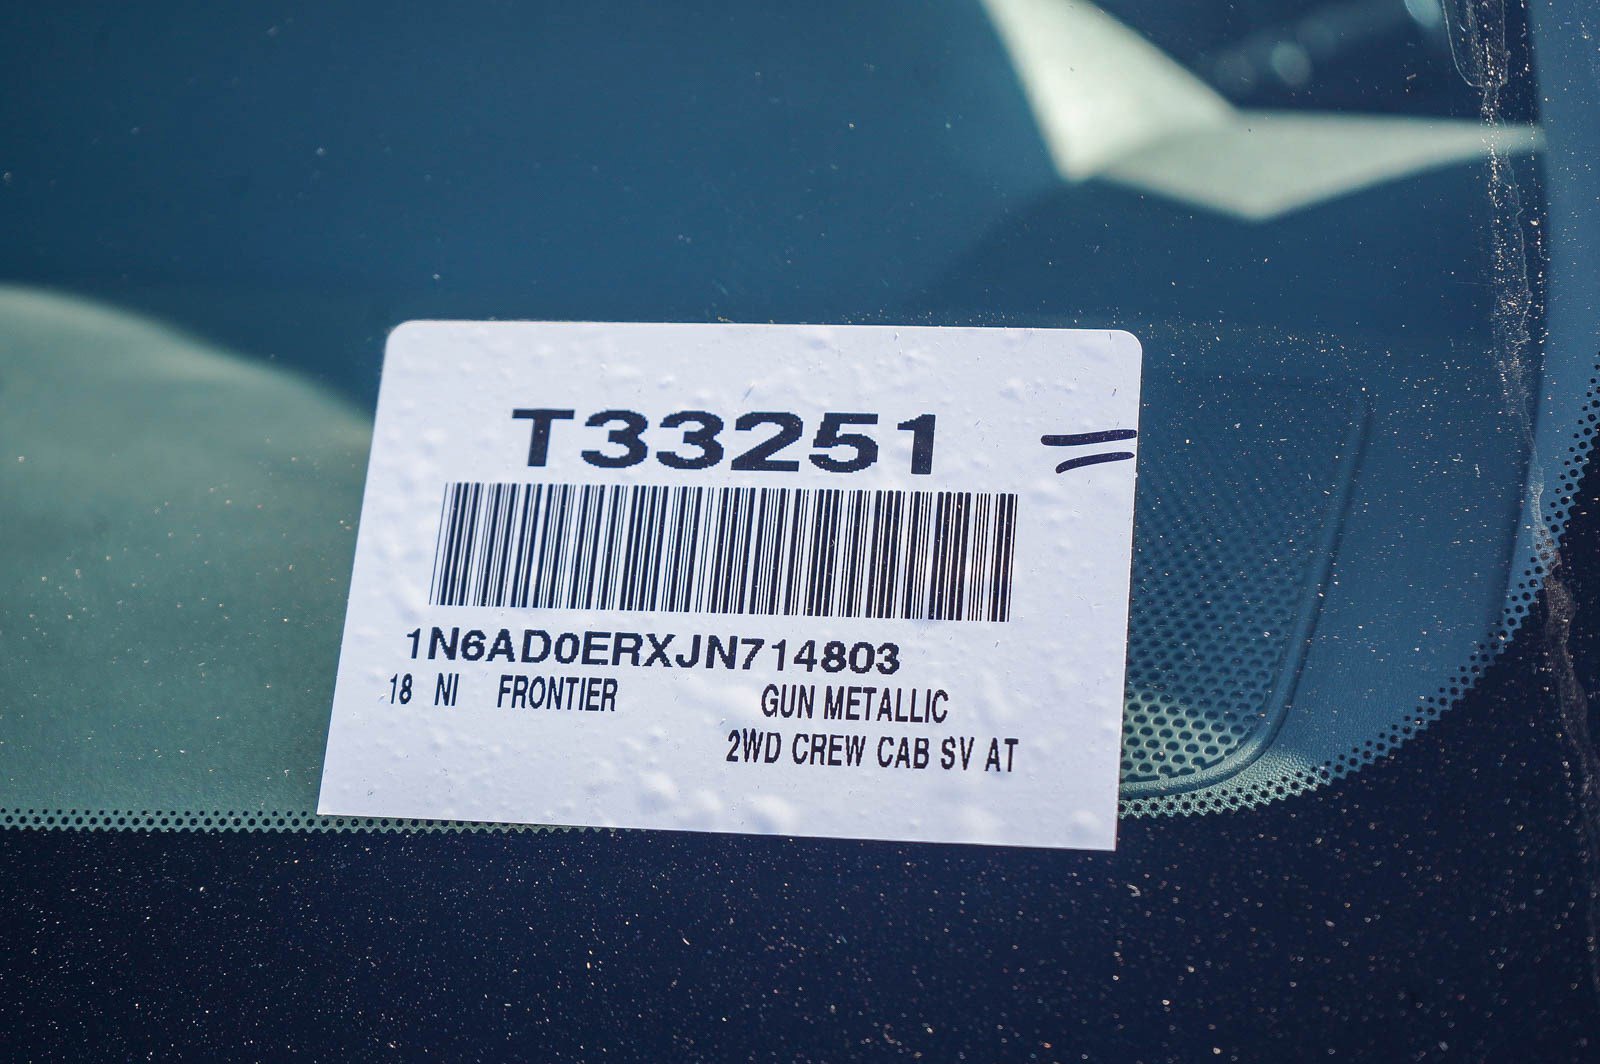 T33251
1N6AD0ERXJN714803
18 NI FRONTIER GUN METALLIC
2WD CREW CAB SV AT